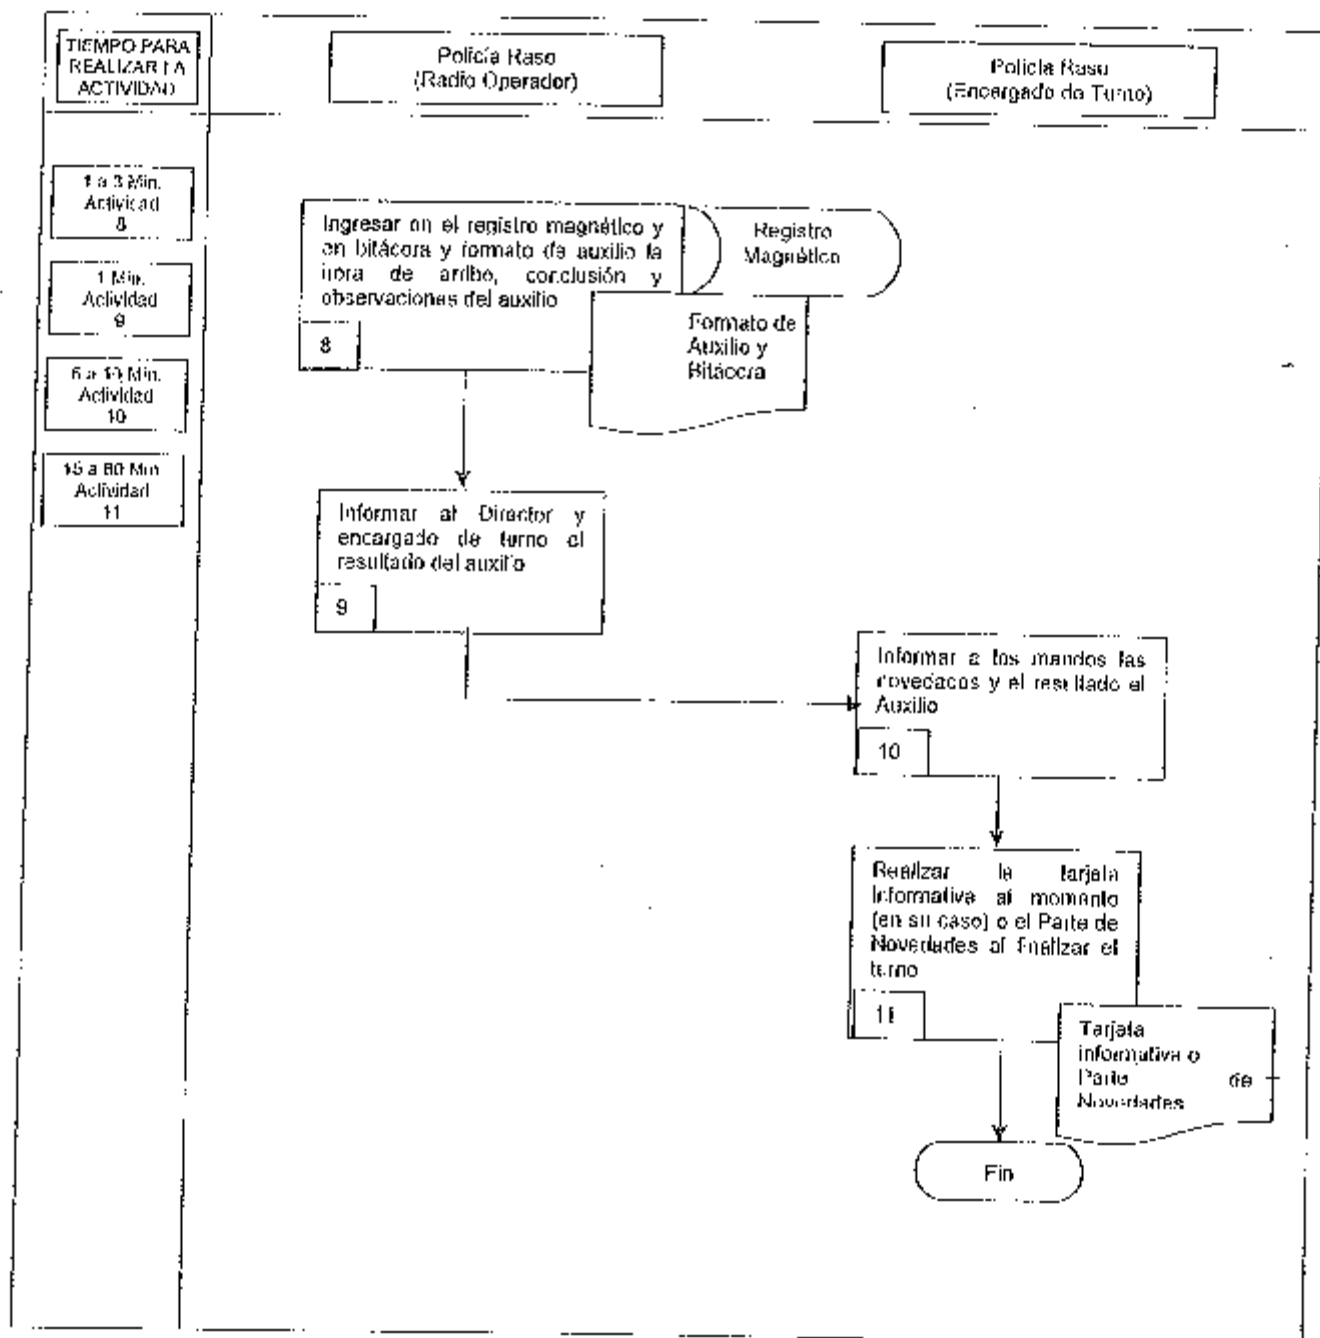 TIEMPO PARA
REALIZAR LA
ACTIVIDAD
Policía Raso
(Radio Operador)
Policía Raso
(Encargado de Turno)
1 a 3 Min.
Actividad
8
1 Min.
Actividad
9
Actividad
10
Actividad
11
Ingresar en el registro magnético y
en bitácora y formato de auxilio la
hora de arribo, conclusión y
observaciones del auxilio
8
Registro
Magnético
Formato de
Auxilio y
Bitácora
Informar al Director y
encargado de turno el
resultado del auxilio
9
Informar a los mandos las
novedades y el resultado el
Auxilio
10
Realizar la tarjeta
Informativa al momento
(en su caso) o el Parte de
Novedades al finalizar el
turno
11
Tarjeta
informativa o
Parte de
Novedades
Fin